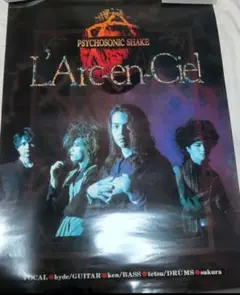 PSYCHOSONIC SHAKE
L'Arc~en~Ciel
VOCAL✽hyde/GUITAR✽ken/BASS✽tetsu/DRUMS✽sakura